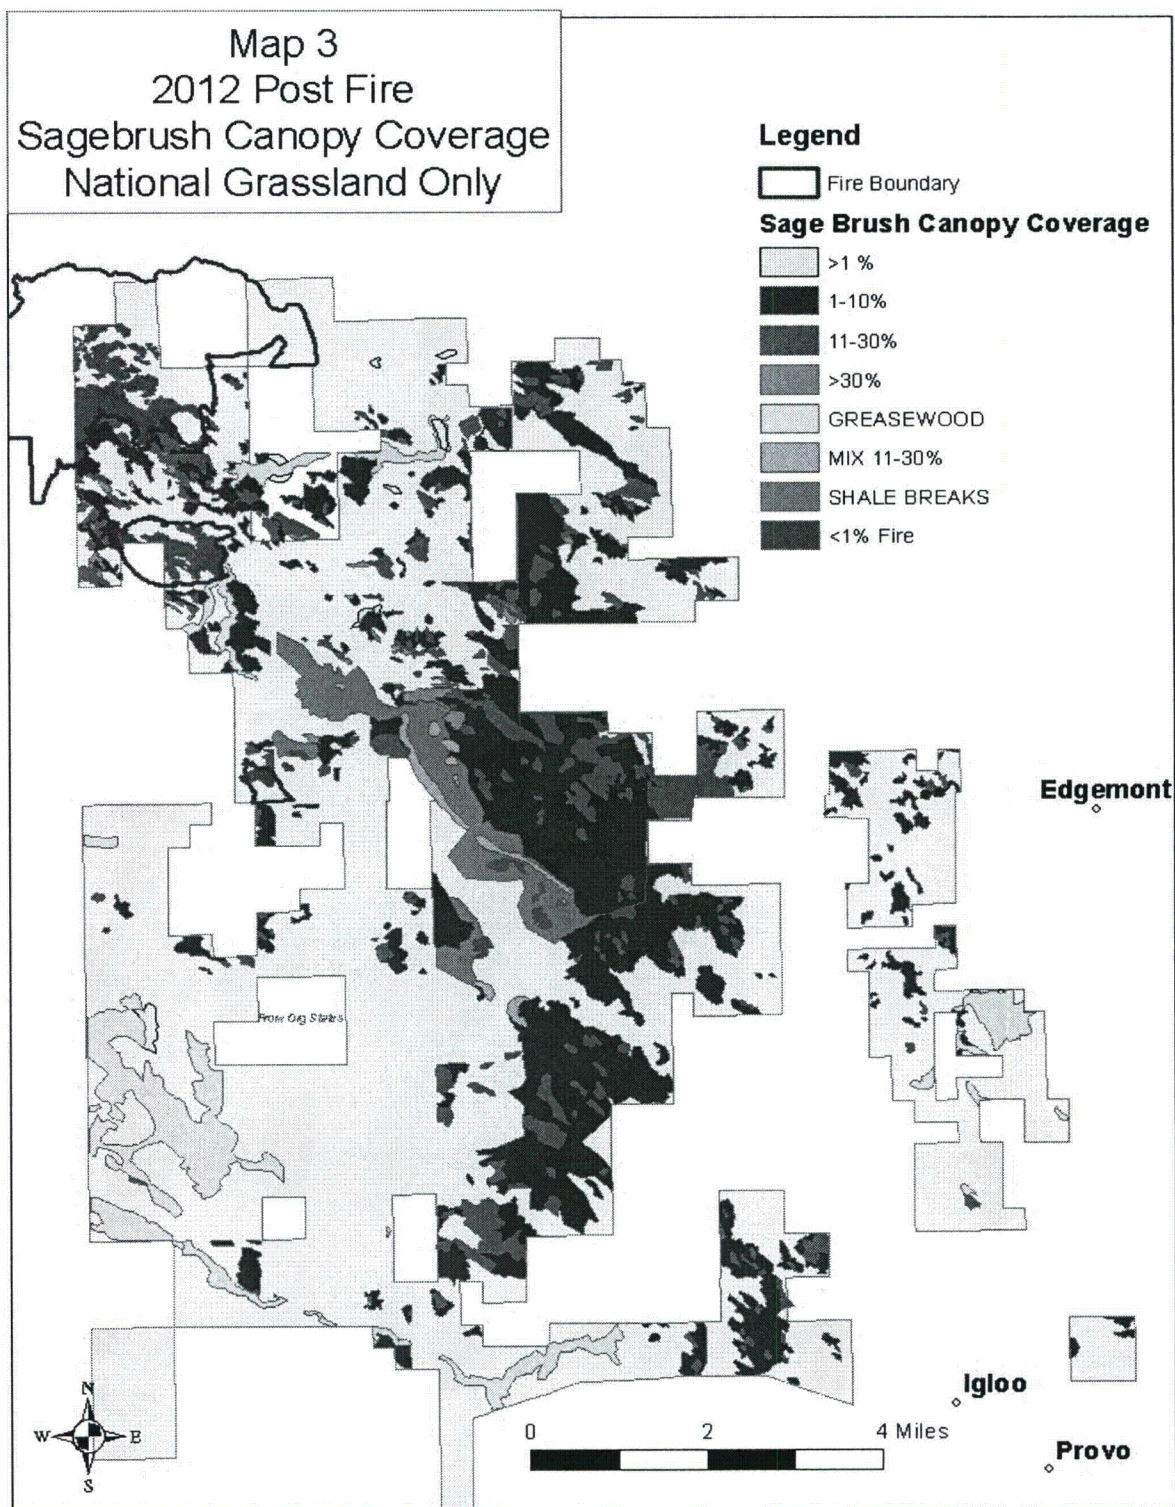 Map 3
2012 Post Fire
Sagebrush Canopy Coverage
National Grassland Only
Legend
Fire Boundary
Sage Brush Canopy Coverage
>1 %
1-10%
11-30%
>30%
GREASEWOOD
MIX 11-30%
SHALE BREAKS
<1% Fire
Edgemont
Igloo
Provo
N
W E
S
0 2 4 Miles